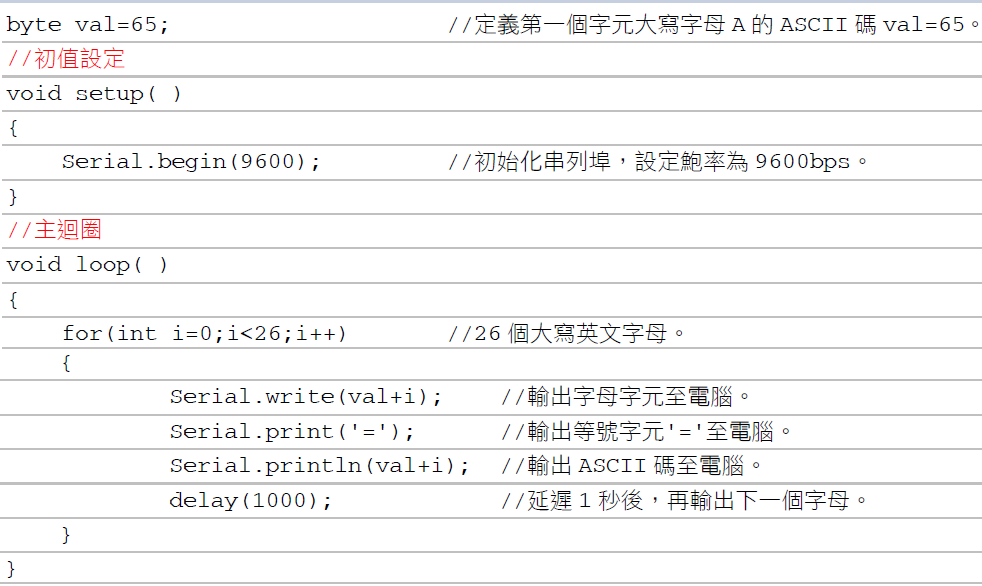 byte val=65; //定義第一個字元大寫字母 A 的 ASCII 碼 val=65。
//初值設定
void setup( )
{
Serial.begin(9600); //初始化串列埠，設定鮑率為 9600bps。
}
//主迴圈
void loop( )
{
for(int i=0;i<26;i++) //26 個大寫英文字母。
{
Serial.write(val+i); //輸出字母字元至電腦。
Serial.print('='); //輸出等號字元'='至電腦。
Serial.println(val+i); //輸出 ASCII 碼至電腦。
delay(1000); //延遲 1 秒後，再輸出下一個字母。
}
}